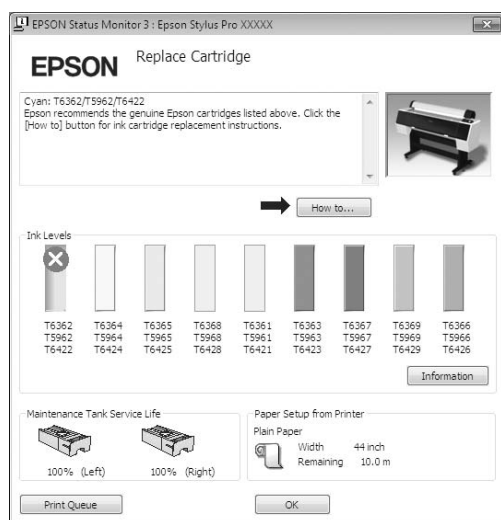 EPSON Status Monitor 3 : Epson Stylus Pro XXXXX
EPSON
Replace Cartridge
Cyan: T6362/T5962/T6422
Epson recommends the genuine Epson cartridges listed above. Click the
[How to] button for ink cartridge replacement instructions.
How to...
Ink Levels
T6362 T6364 T6365 T6368 T6361 T6363 T6367 T6369 T6366
T5962 T5964 T5965 T5968 T5961 T5963 T5967 T5969 T5966
T6422 T6424 T6425 T6428 T6421 T6423 T6427 T6429 T6426
Information
Maintenance Tank Service Life
100% (Left) 100% (Right)
Paper Setup from Printer
Plain Paper
Width 44 inch
Remaining 10.0 m
Print Queue
OK